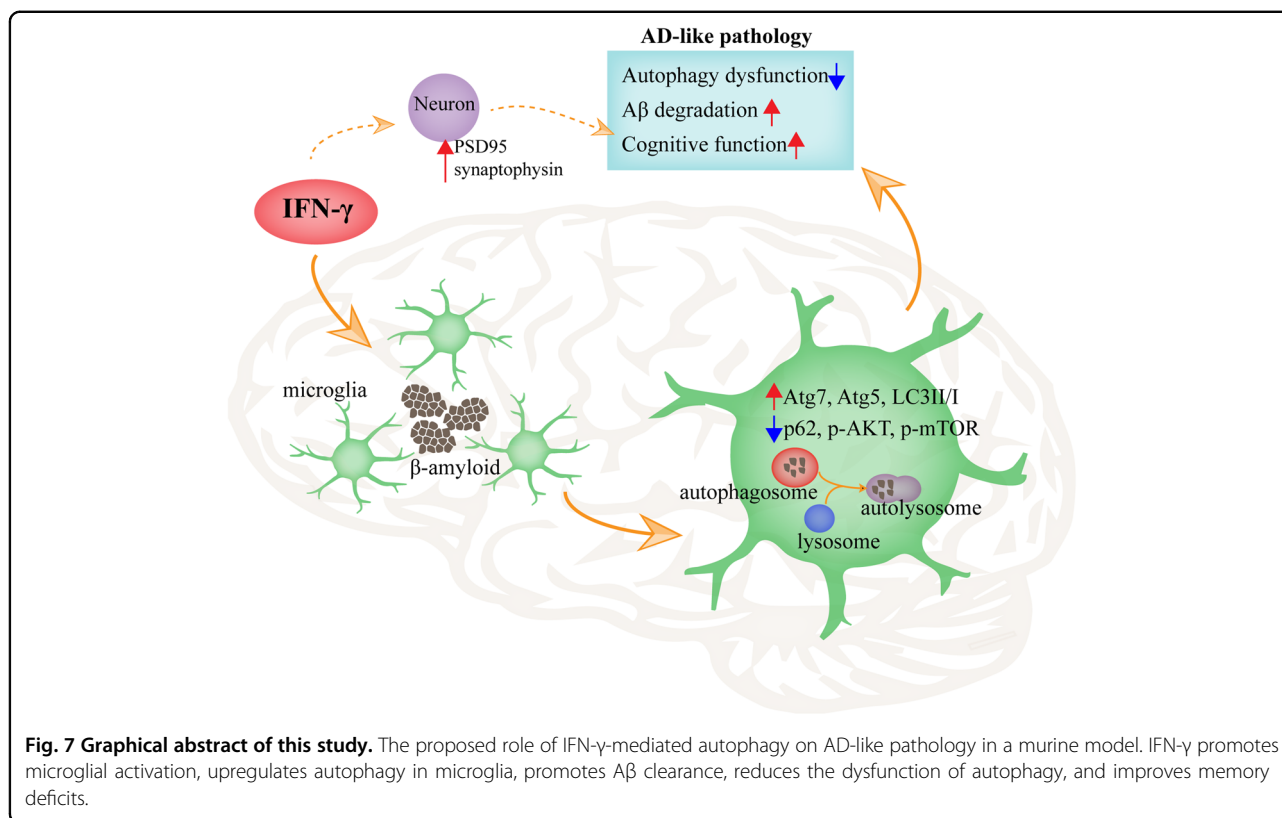 AD-like pathology
Autophagy dysfunction
Aβ degradation
Cognitive function
Neuron
PSD95
synaptophysin
IFN-γ
microglia
β-amyloid
Atg7, Atg5, LC3II/I
p62, p-AKT, p-mTOR
autophagosome
autolysosome
lysosome
Fig. 7 Graphical abstract of this study. The proposed role of IFN-γ-mediated autophagy on AD-like pathology in a murine model. IFN-γ promotes
microglial activation, upregulates autophagy in microglia, promotes Aβ clearance, reduces the dysfunction of autophagy, and improves memory
deficits.